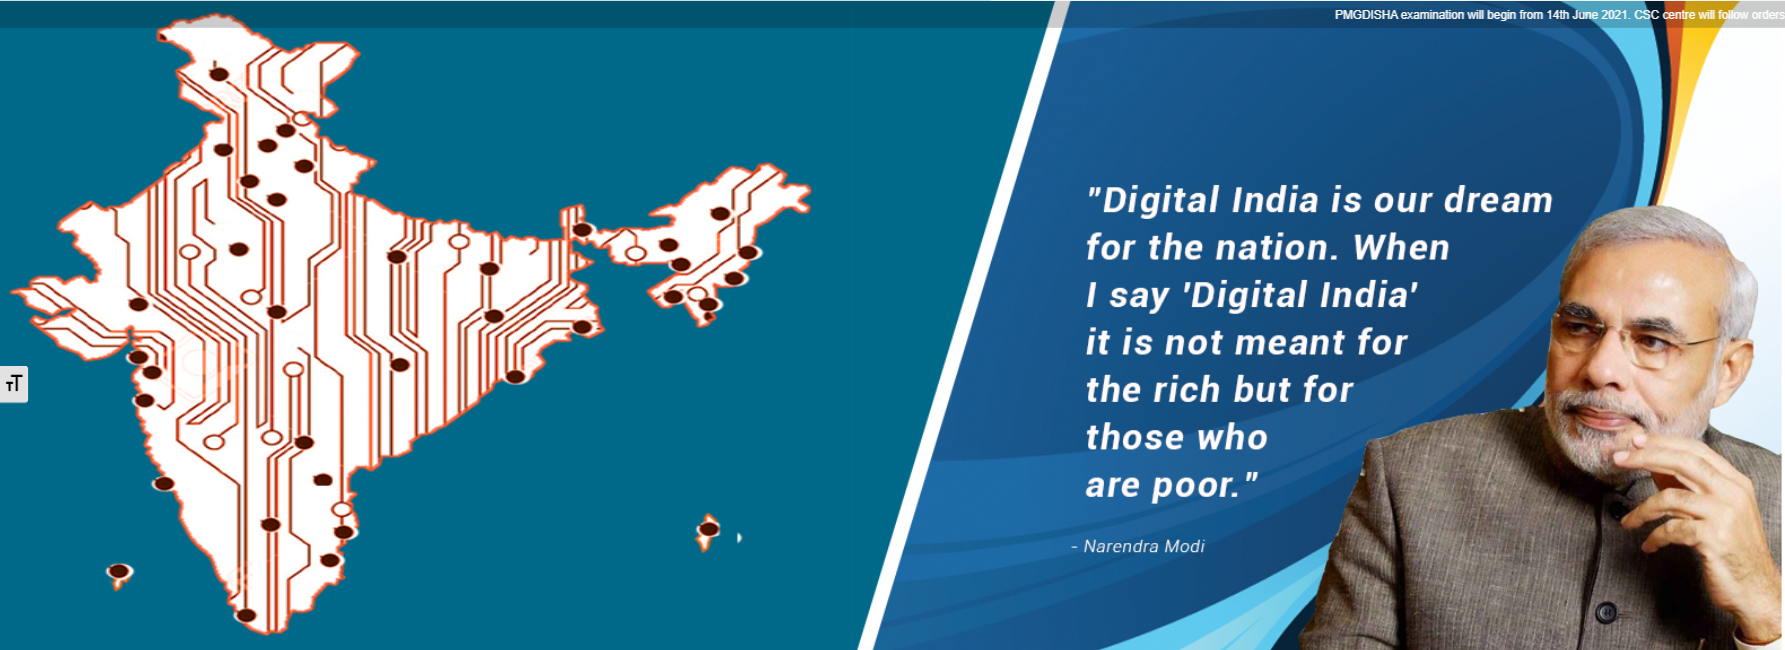 PMGDISHA examination will begin from 14th June 2021. CSC centre will follow orders
"Digital India is our dream
for the nation. When
I say 'Digital India'
it is not meant for
the rich but for
those who
are poor."
- Narendra Modi
TT